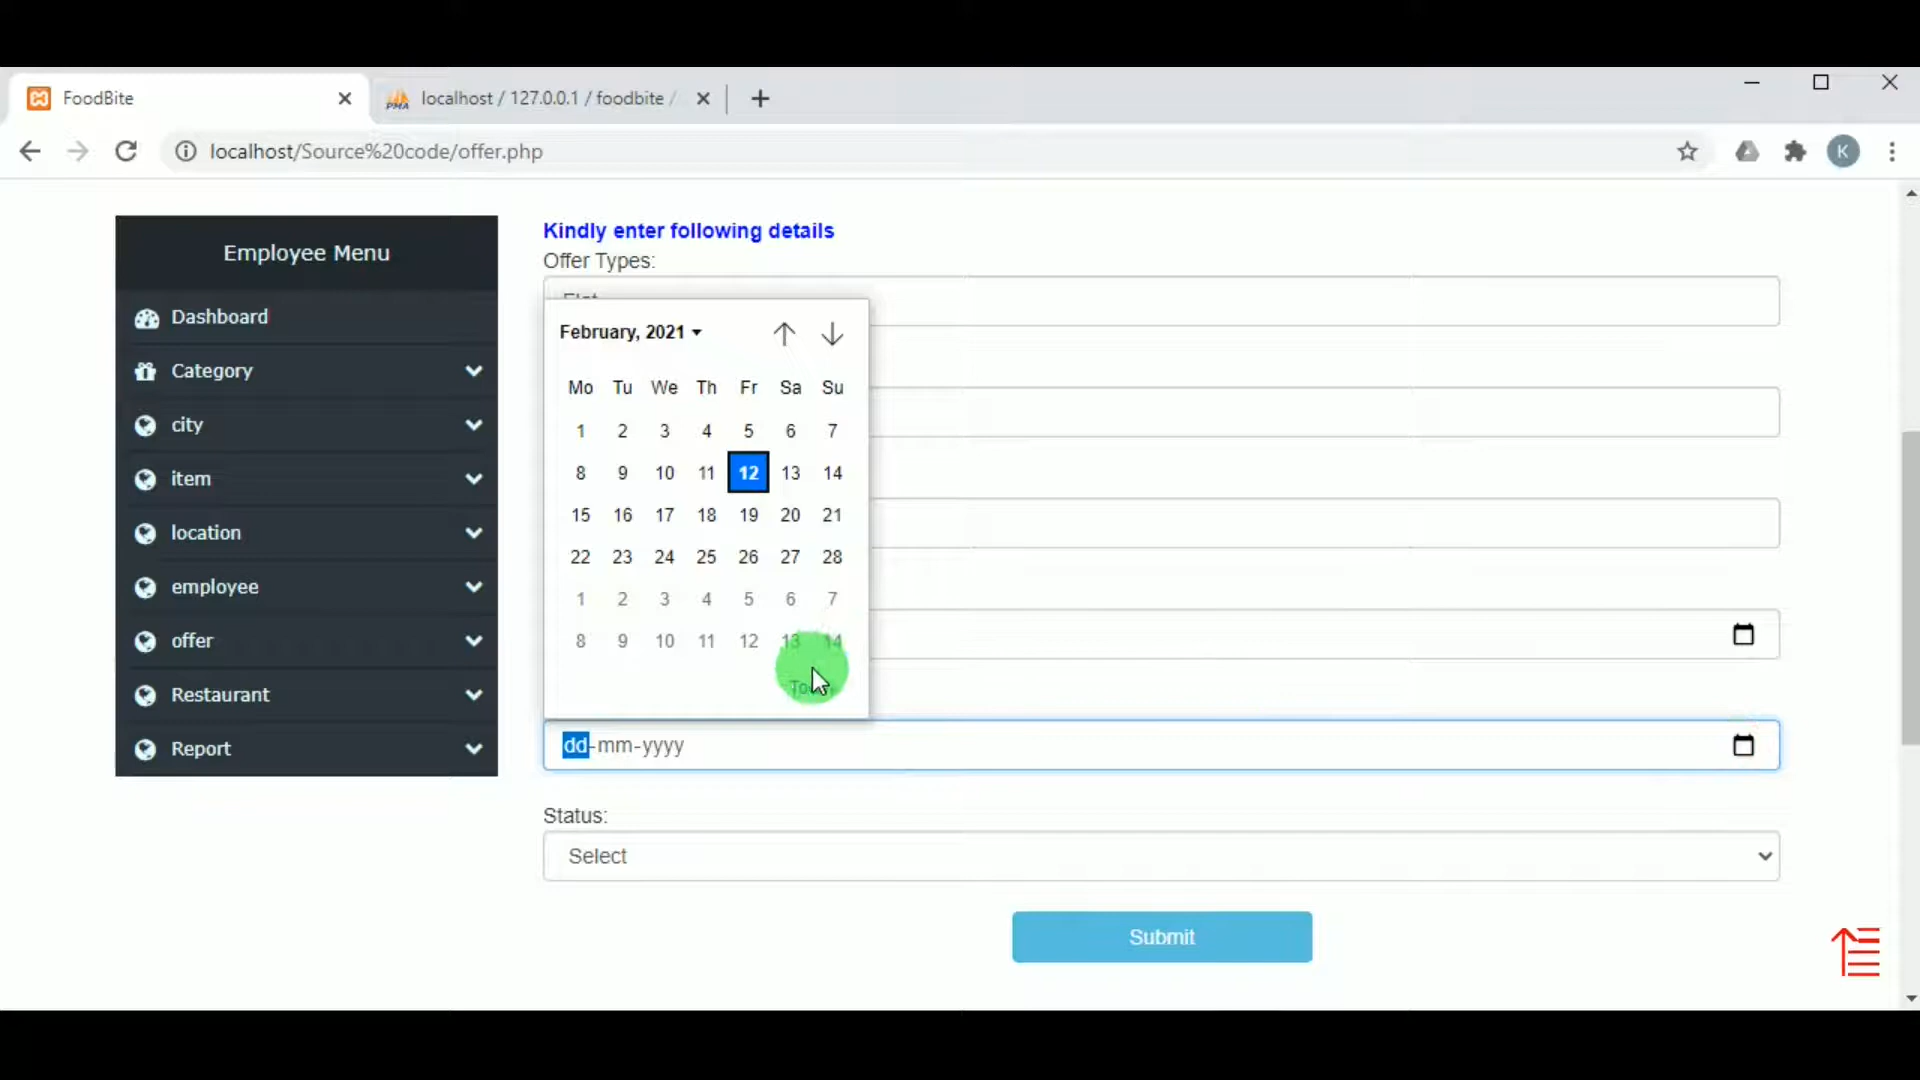 FoodBite
localhost / 127.0.0.1 / foodbite /
localhost/Source%20code/offer.php
K
Employee Menu
Dashboard
Category
city
item
location
employee
offer
Restaurant
Report
Kindly enter following details
Offer Types:
February, 2021
Mo Tu We Th Fr Sa Su
1 2 3 4 5 6 7
8 9 10 11 12 13 14
15 16 17 18 19 20 21
22 23 24 25 26 27 28
1 2 3 4 5 6 7
8 9 10 11 12 13 14
dd-mm-yyyy
Status:
Select
Submit